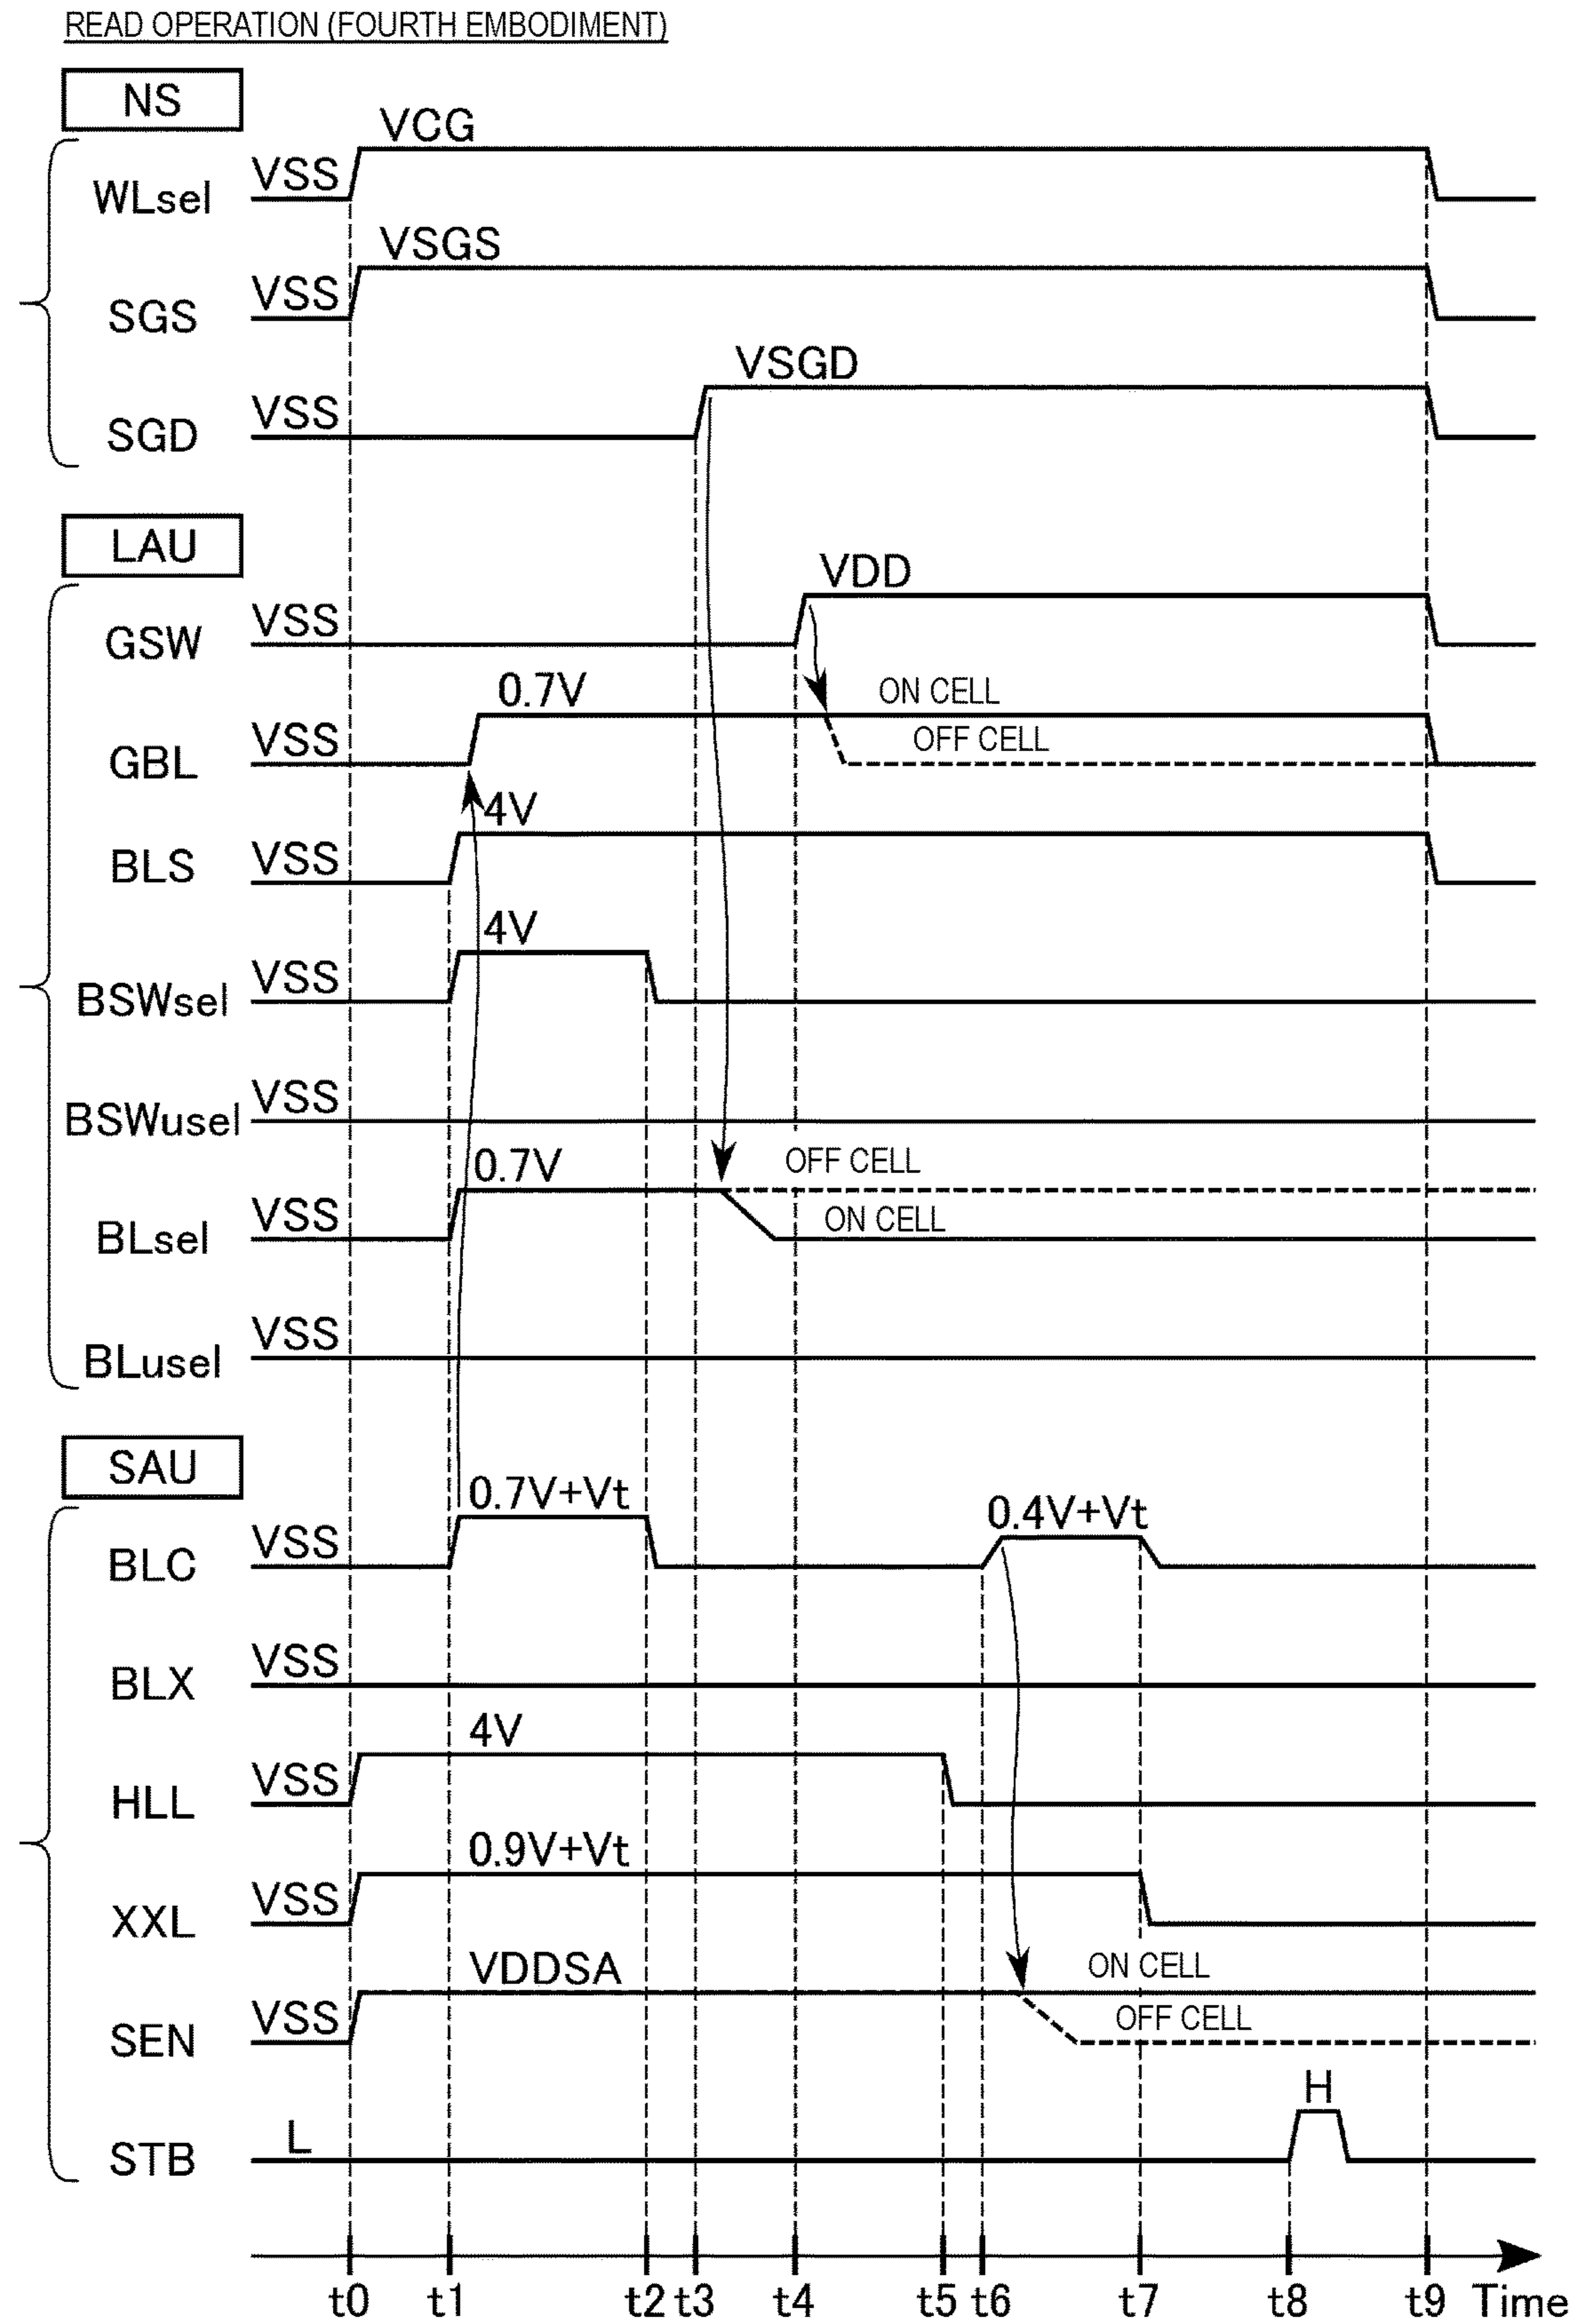 READ OPERATION (FOURTH EMBODIMENT)
NS
VCG
WLsel VSS
VSGS
SGS VSS
VSGD
SGD VSS
LAU
VDD
GSW VSS
0.7V ON CELL
GBL VSS OFF CELL
4V
BLS VSS
4V
BSWsel VSS
BSWusel VSS
0.7V OFF CELL
BLsel VSS ON CELL
BLusel VSS
SAU
0.7V+Vt 0.4V+Vt
BLC VSS
BLX VSS
4V
HLL VSS
0.9V+Vt
XXL VSS
VDDSA ON CELL
SEN VSS OFF CELL
H
STB L
t0 t1 t2 t3 t4 t5 t6 t7 t8 t9 Time